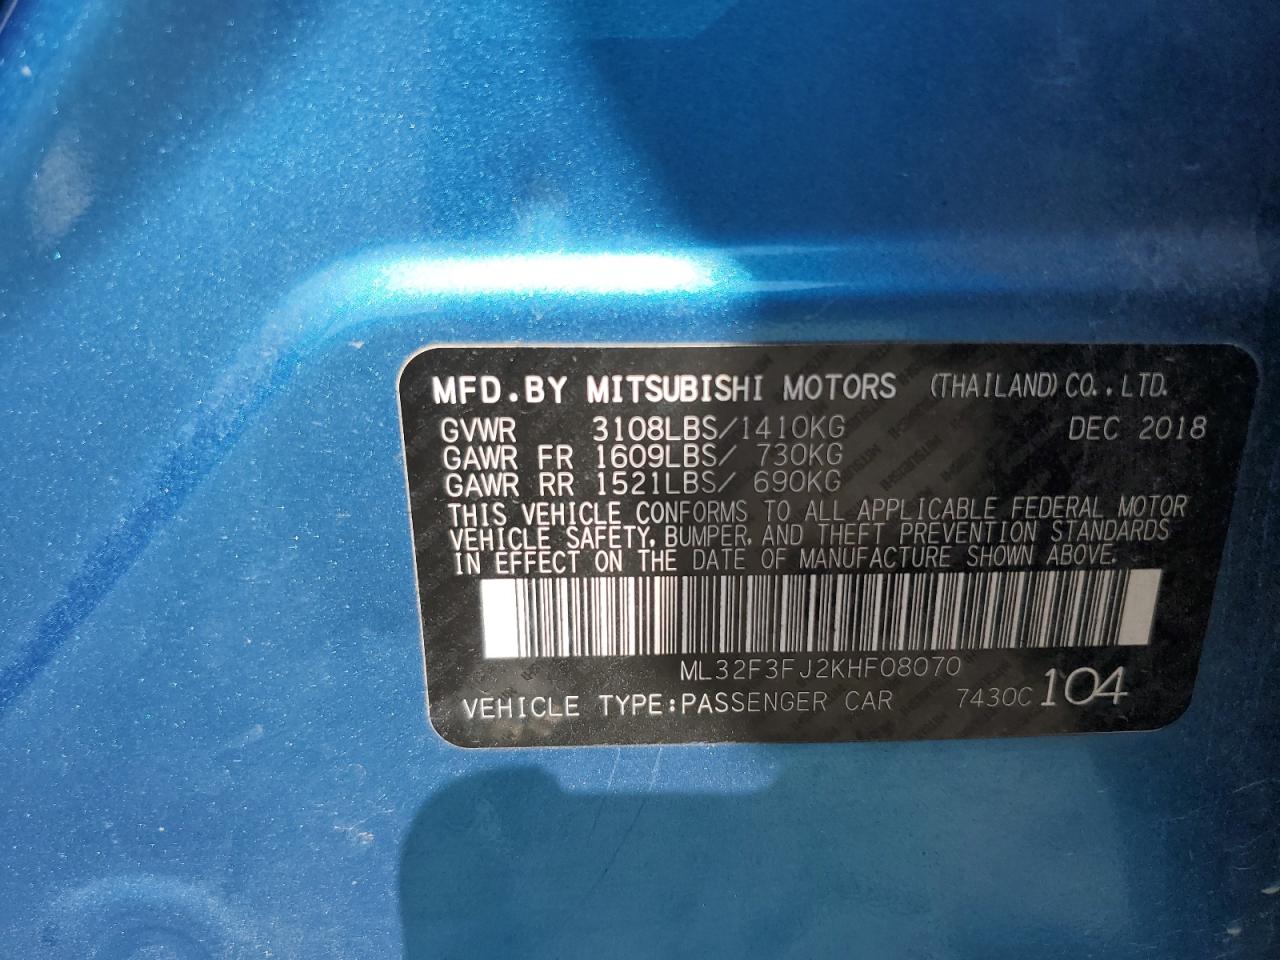 MFD.BY MITSUBISHI MOTORS (THAILAND)CO.,LTD.
GVWR 3108LBS/1410KG DEC 2018
GAWR FR 1609LBS/ 730KG
GAWR RR 1521LBS/ 690KG
THIS VEHICLE CONFORMS TO ALL APPLICABLE FEDERAL MOTOR
VEHICLE SAFETY, BUMPER, AND THEFT PREVENTION STANDARDS
IN EFFECT ON THE DATE OF MANUFACTURE SHOWN ABOVE.
ML32F3FJ2KHF08070
VEHICLE TYPE:PASSENGER CAR 7430C 104